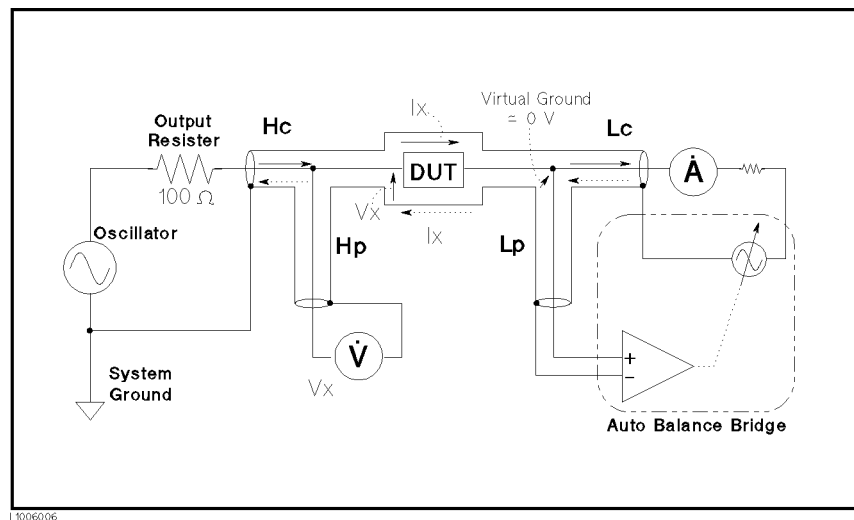 Ix
Virtual Ground
≃ 0 V
Output
Resister
Hc
Lc
100 Ω
DUT
A
Vx
Ix
Oscillator
Hp
Lp
V
+
−
System
Ground
Vx
Auto Balance Bridge
L1006006